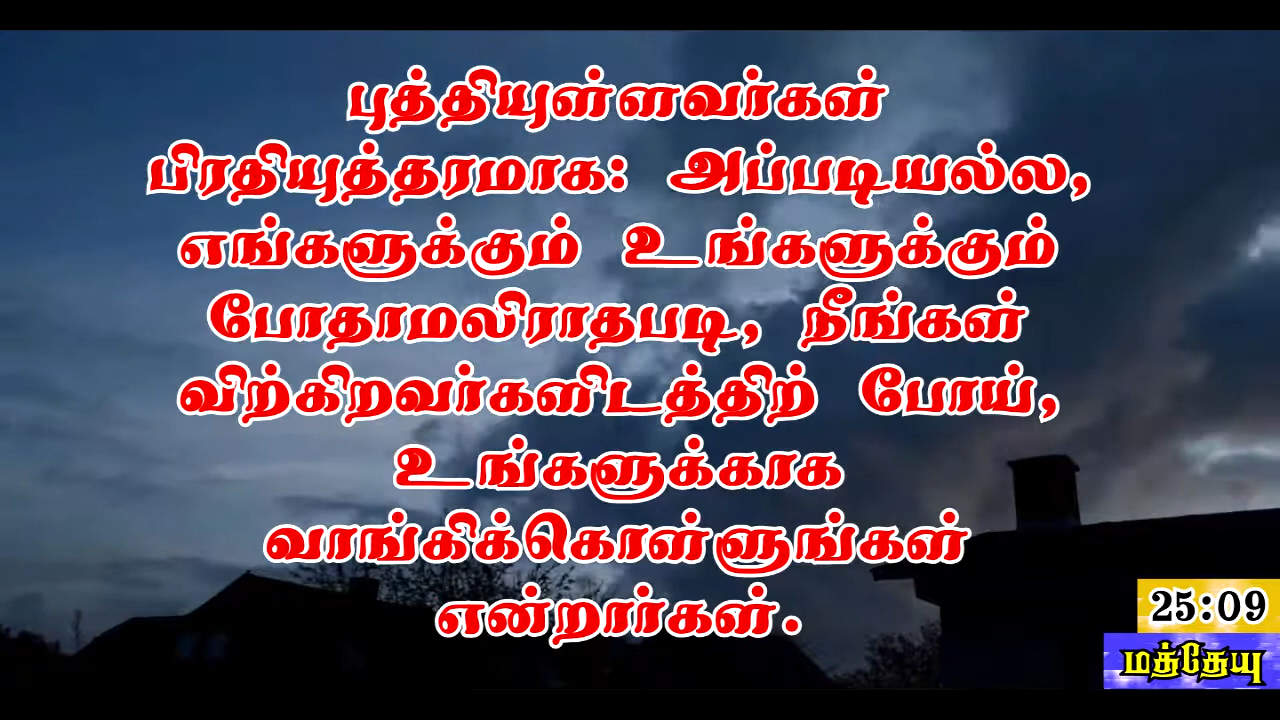 புத்தியுள்ளவர்கள்
பிரதியுத்தரமாக: அப்படியல்ல,
எங்களுக்கும் உங்களுக்கும்
போதாமலிராதபடி, நீங்கள்
விற்கிறவர்களிடத்திற் போய்,
உங்களுக்காக
வாங்கிக்கொள்ளுங்கள்
என்றார்கள்.
25:09
மத்தேயு